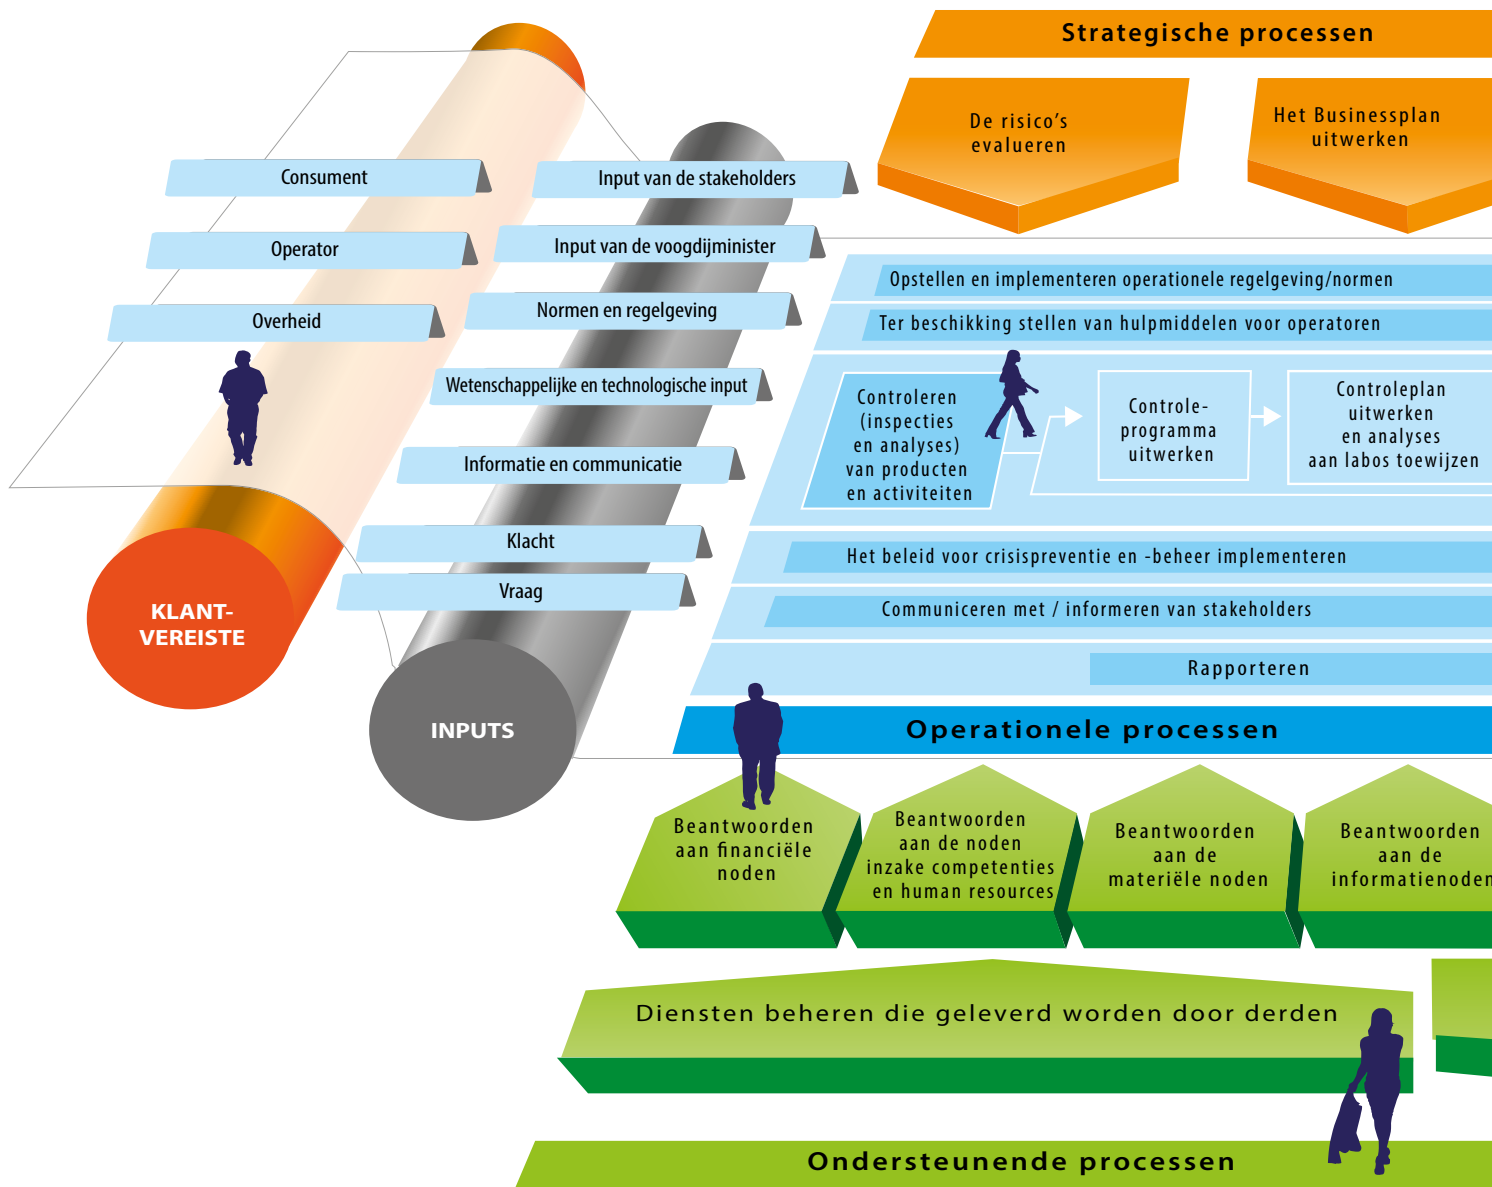 Strategische processen
De risico's
evalueren
Het Businessplan
uitwerken
Consument
Operator
Overheid
KLANT-
VEREISTE
Input van de stakeholders
Input van de voogdijminister
Normen en regelgeving
Wetenschappelijke en technologische input
Informatie en communicatie
Klacht
Vraag
INPUTS
Opstellen en implementeren operationele regelgeving/normen
Ter beschikking stellen van hulpmiddelen voor operatoren
Controleren
(inspecties
en analyses)
van producten
en activiteiten
Controle-
programma
uitwerken
Controleplan
uitwerken
en analyses
aan labos toewijzen
Het beleid voor crisispreventie en -beheer implementeren
Communiceren met / informeren van stakeholders
Rapporteren
Operationele processen
Beantwoorden
aan financiële
noden
Beantwoorden
aan de noden
inzake competenties
en human resources
Beantwoorden
aan de
materiële noden
Beantwoorden
aan de
informatienoden
Diensten beheren die geleverd worden door derden
Ondersteunende processen